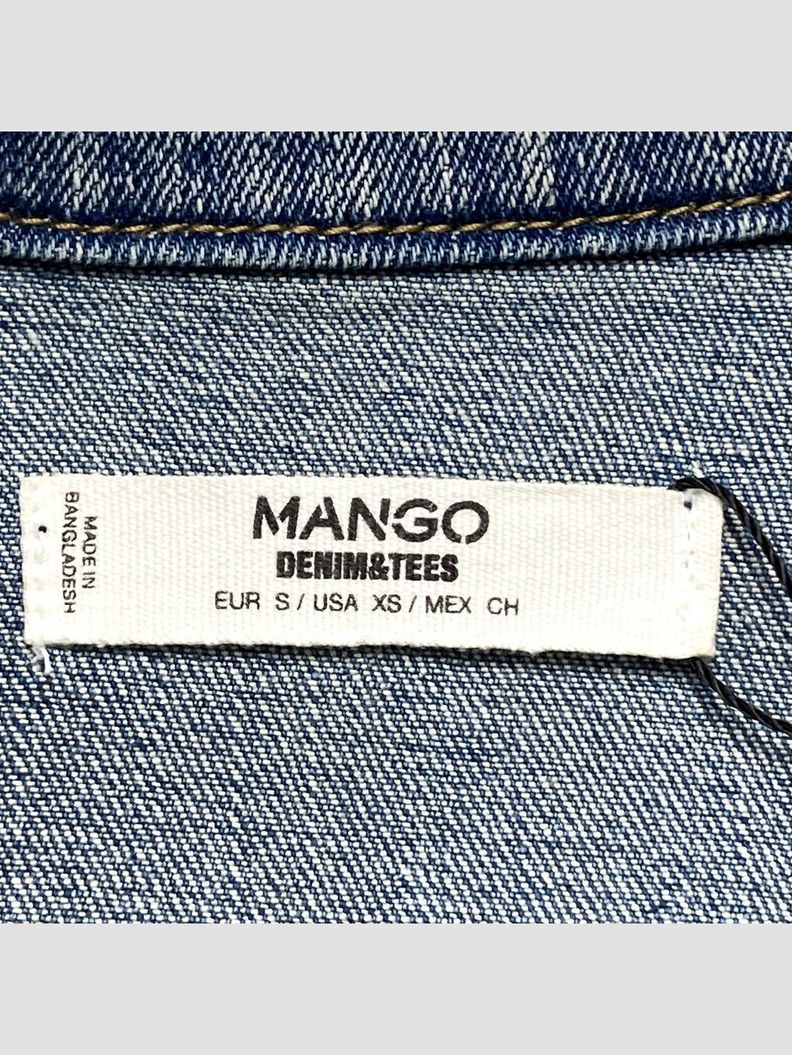 MANGO
DENIM&TEES
EUR S / USA XS / MEX CH
MADE IN
BANGLADESH